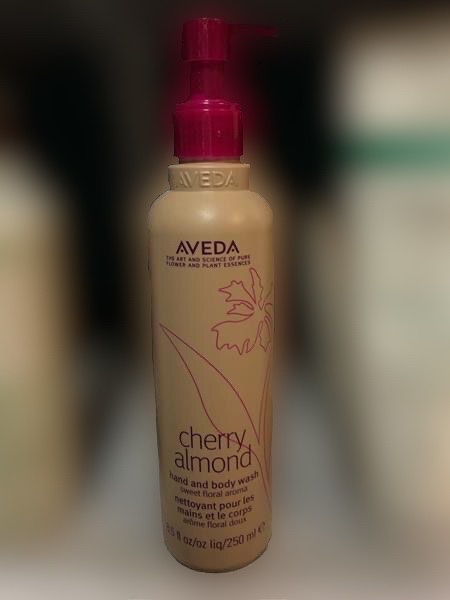 AVEDA
AVEDA
THE ART AND SCIENCE OF PURE
FLOWER AND PLANT ESSENCES
cherry
almond
hand and body wash
sweet floral aroma
nettoyant pour les
mains et le corps
arôme floral doux
8.5 fl oz/oz liq/250 ml ℮